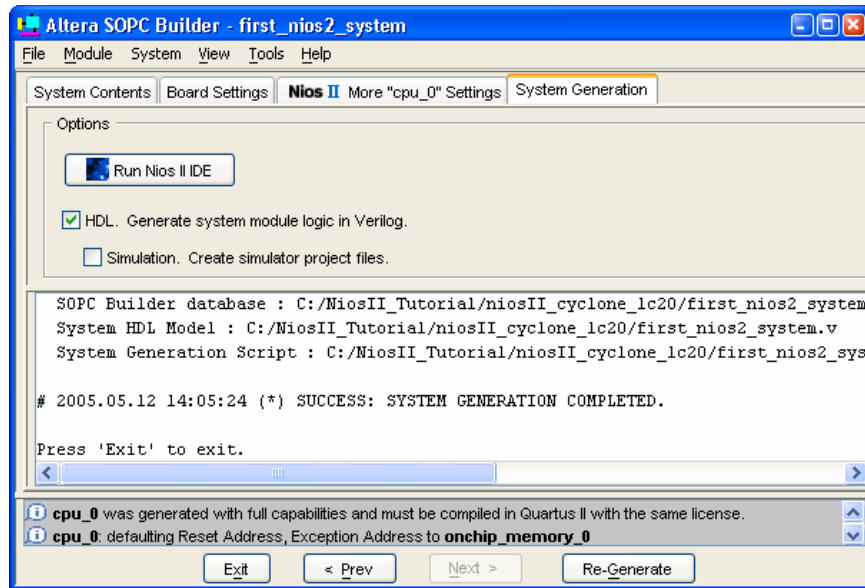 Altera SOPC Builder - first_nios2_system
File Module System View Tools Help
System Contents Board Settings Nios II More "cpu_0" Settings System Generation
Options
Run Nios II IDE
HDL. Generate system module logic in Verilog.
Simulation. Create simulator project files.
SOPC Builder database : C:/NiosII_Tutorial/niosII_cyclone_1c20/first_nios2_system
System HDL Model : C:/NiosII_Tutorial/niosII_cyclone_1c20/first_nios2_system.v
System Generation Script : C:/NiosII_Tutorial/niosII_cyclone_1c20/first_nios2_sys
# 2005.05.12 14:05:24 (*) SUCCESS: SYSTEM GENERATION COMPLETED.
Press 'Exit' to exit.
cpu_0 was generated with full capabilities and must be compiled in Quartus II with the same license.
cpu_0: defaulting Reset Address, Exception Address to onchip_memory_0
Exit < Prev Next > Re-Generate